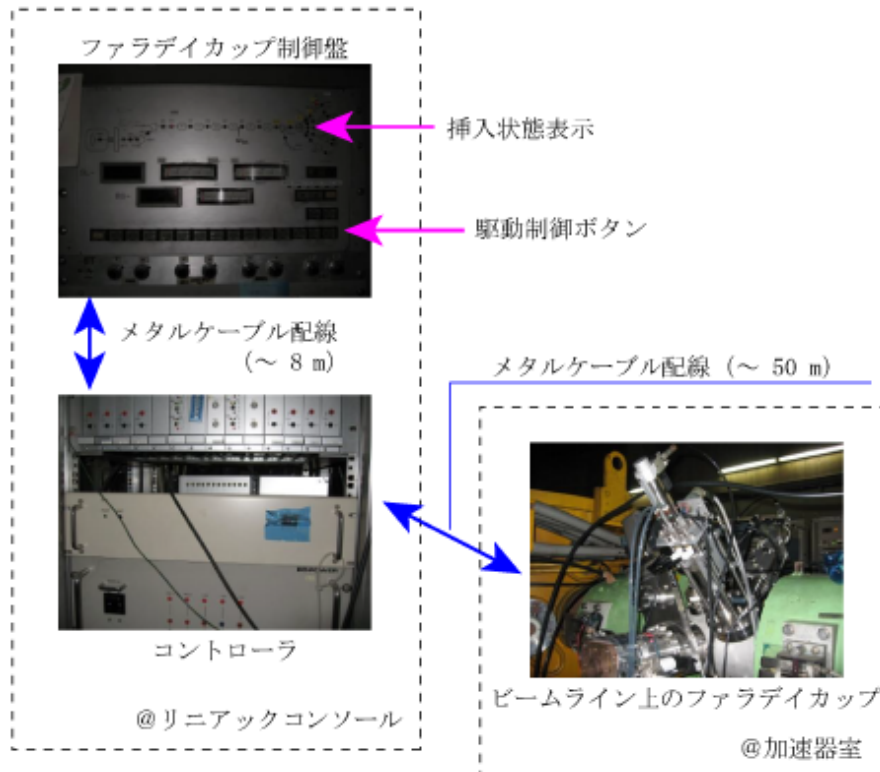 ファラデイカップ制御盤
挿入状態表示
駆動制御ボタン
メタルケーブル配線
(～ 8 m)
メタルケーブル配線 (～ 50 m)
コントローラ
@リニアックコンソール
ビームライン上のファラデイカップ
@加速器室